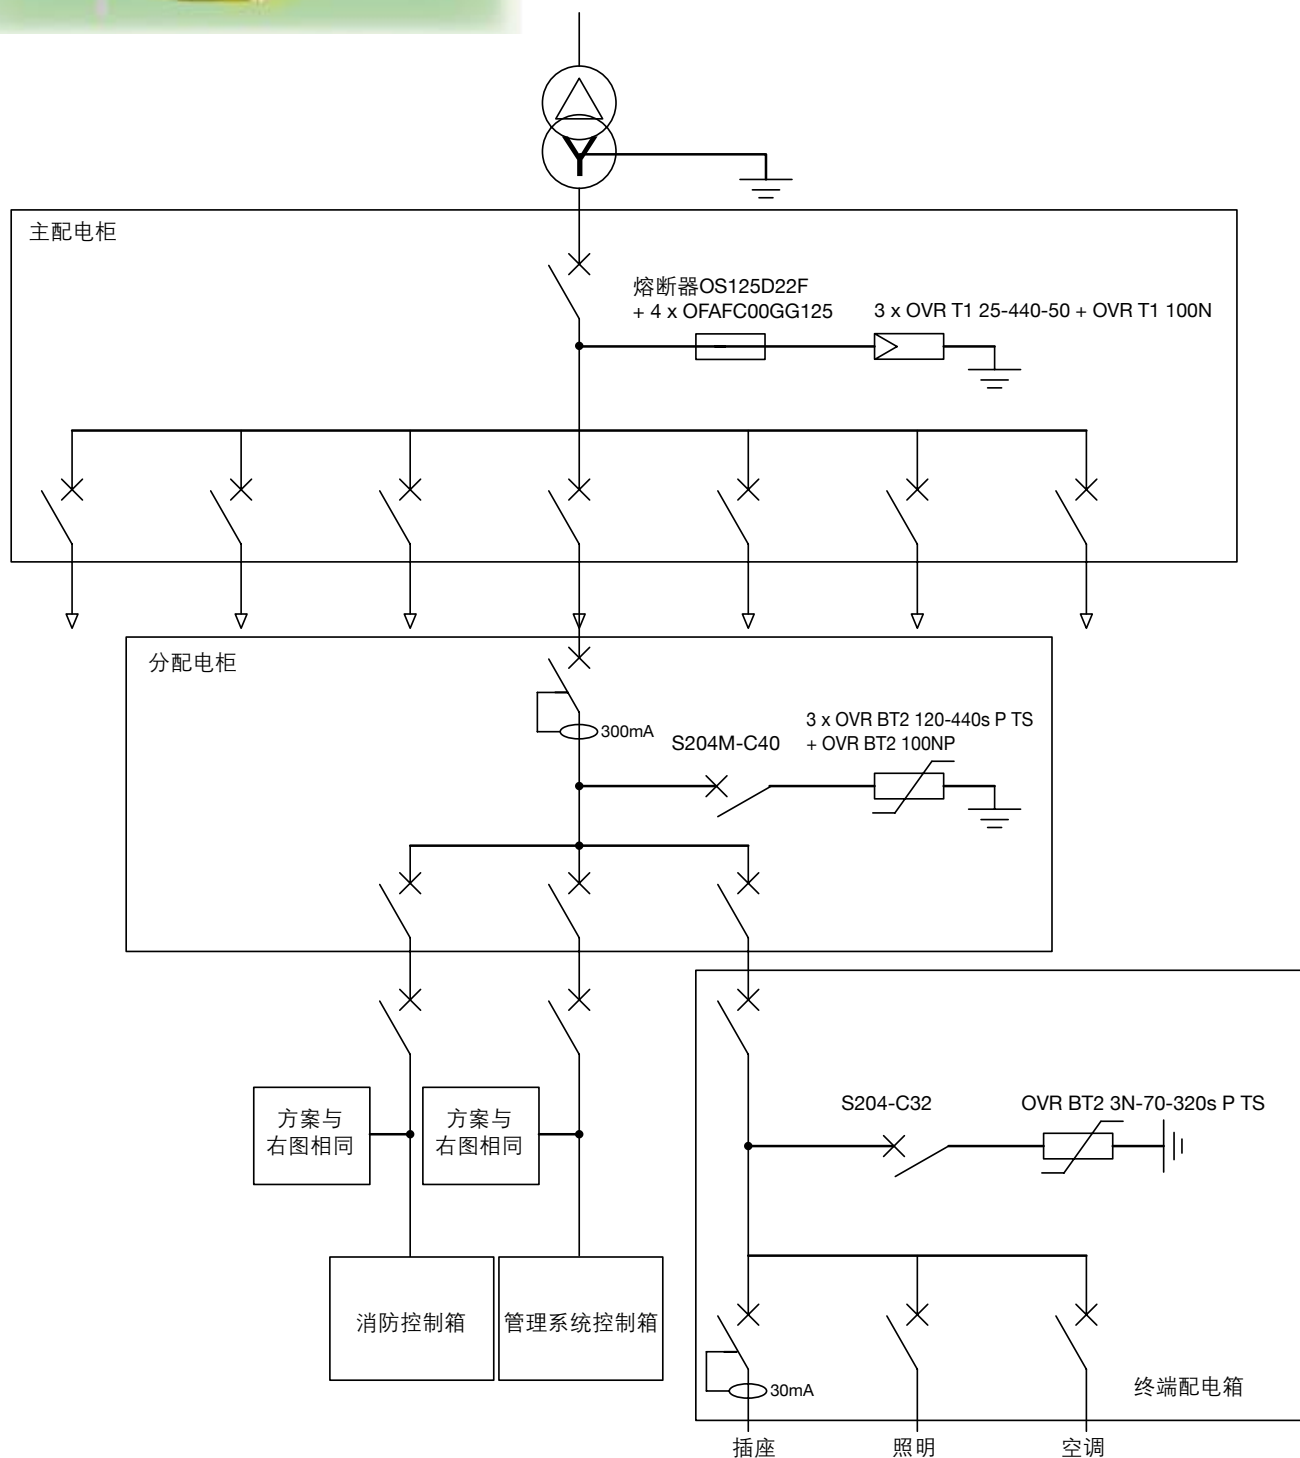 主配电柜
熔断器OS125D22F
+ 4 x OFAFC00GG125
3 x OVR T1 25-440-50 + OVR T1 100N
分配电柜
300mA
S204M-C40
3 x OVR BT2 120-440s P TS
+ OVR BT2 100NP
方案与
右图相同
方案与
右图相同
S204-C32
OVR BT2 3N-70-320s P TS
消防控制箱
管理系统控制箱
30mA
终端配电箱
插座
照明
空调